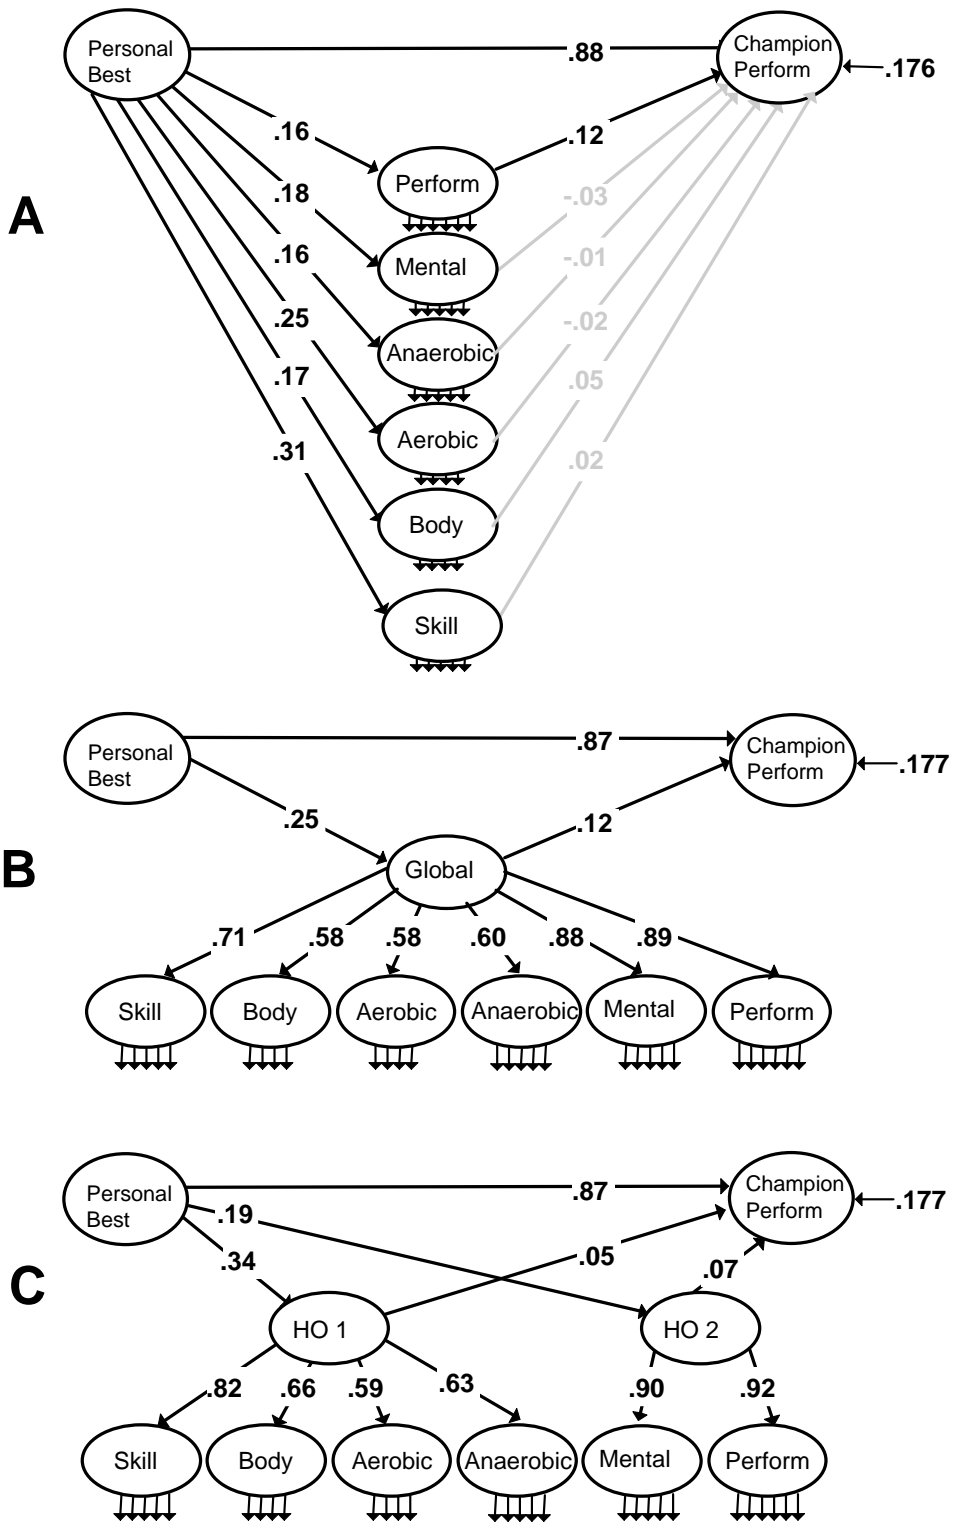 Personal
Best
.88
Champion
Perform
.176
.16
.12
Perform
A
.18
-.03
Mental
.16
-.01
.25
-.02
Anaerobic
.17
.05
Aerobic
.31
.02
Body
Skill
Personal
Best
.87
Champion
Perform
.177
.25
.12
B
Global
.71
.58
.58
.60
.88
.89
Skill
Body
Aerobic
Anaerobic
Mental
Perform
Personal
Best
.87
Champion
Perform
.177
.19
.34
.05
.07
C
HO 1
HO 2
.82
.66
.59
.63
.90
.92
Skill
Body
Aerobic
Anaerobic
Mental
Perform